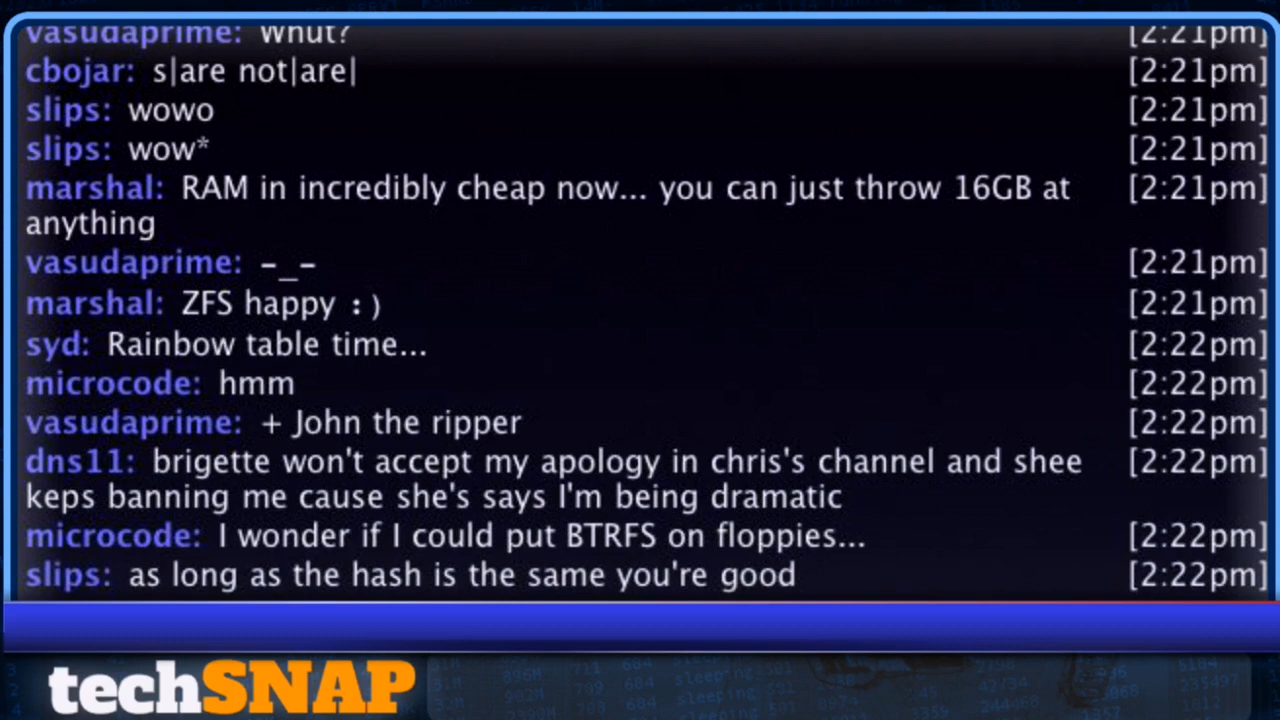 vasudaprime: Whut? [2:21pm]
cbojar: s|are not|are| [2:21pm]
slips: wowo [2:21pm]
slips: wow* [2:21pm]
marshal: RAM in incredibly cheap now... you can just throw 16GB at [2:21pm]
anything
vasudaprime: -_- [2:21pm]
marshal: ZFS happy :) [2:21pm]
syd: Rainbow table time... [2:22pm]
microcode: hmm [2:22pm]
vasudaprime: + John the ripper [2:22pm]
dns11: brigette won't accept my apology in chris's channel and shee [2:22pm]
keps banning me cause she's says I'm being dramatic
microcode: I wonder if I could put BTRFS on floppies... [2:22pm]
slips: as long as the hash is the same you're good [2:22pm]
techSNAP